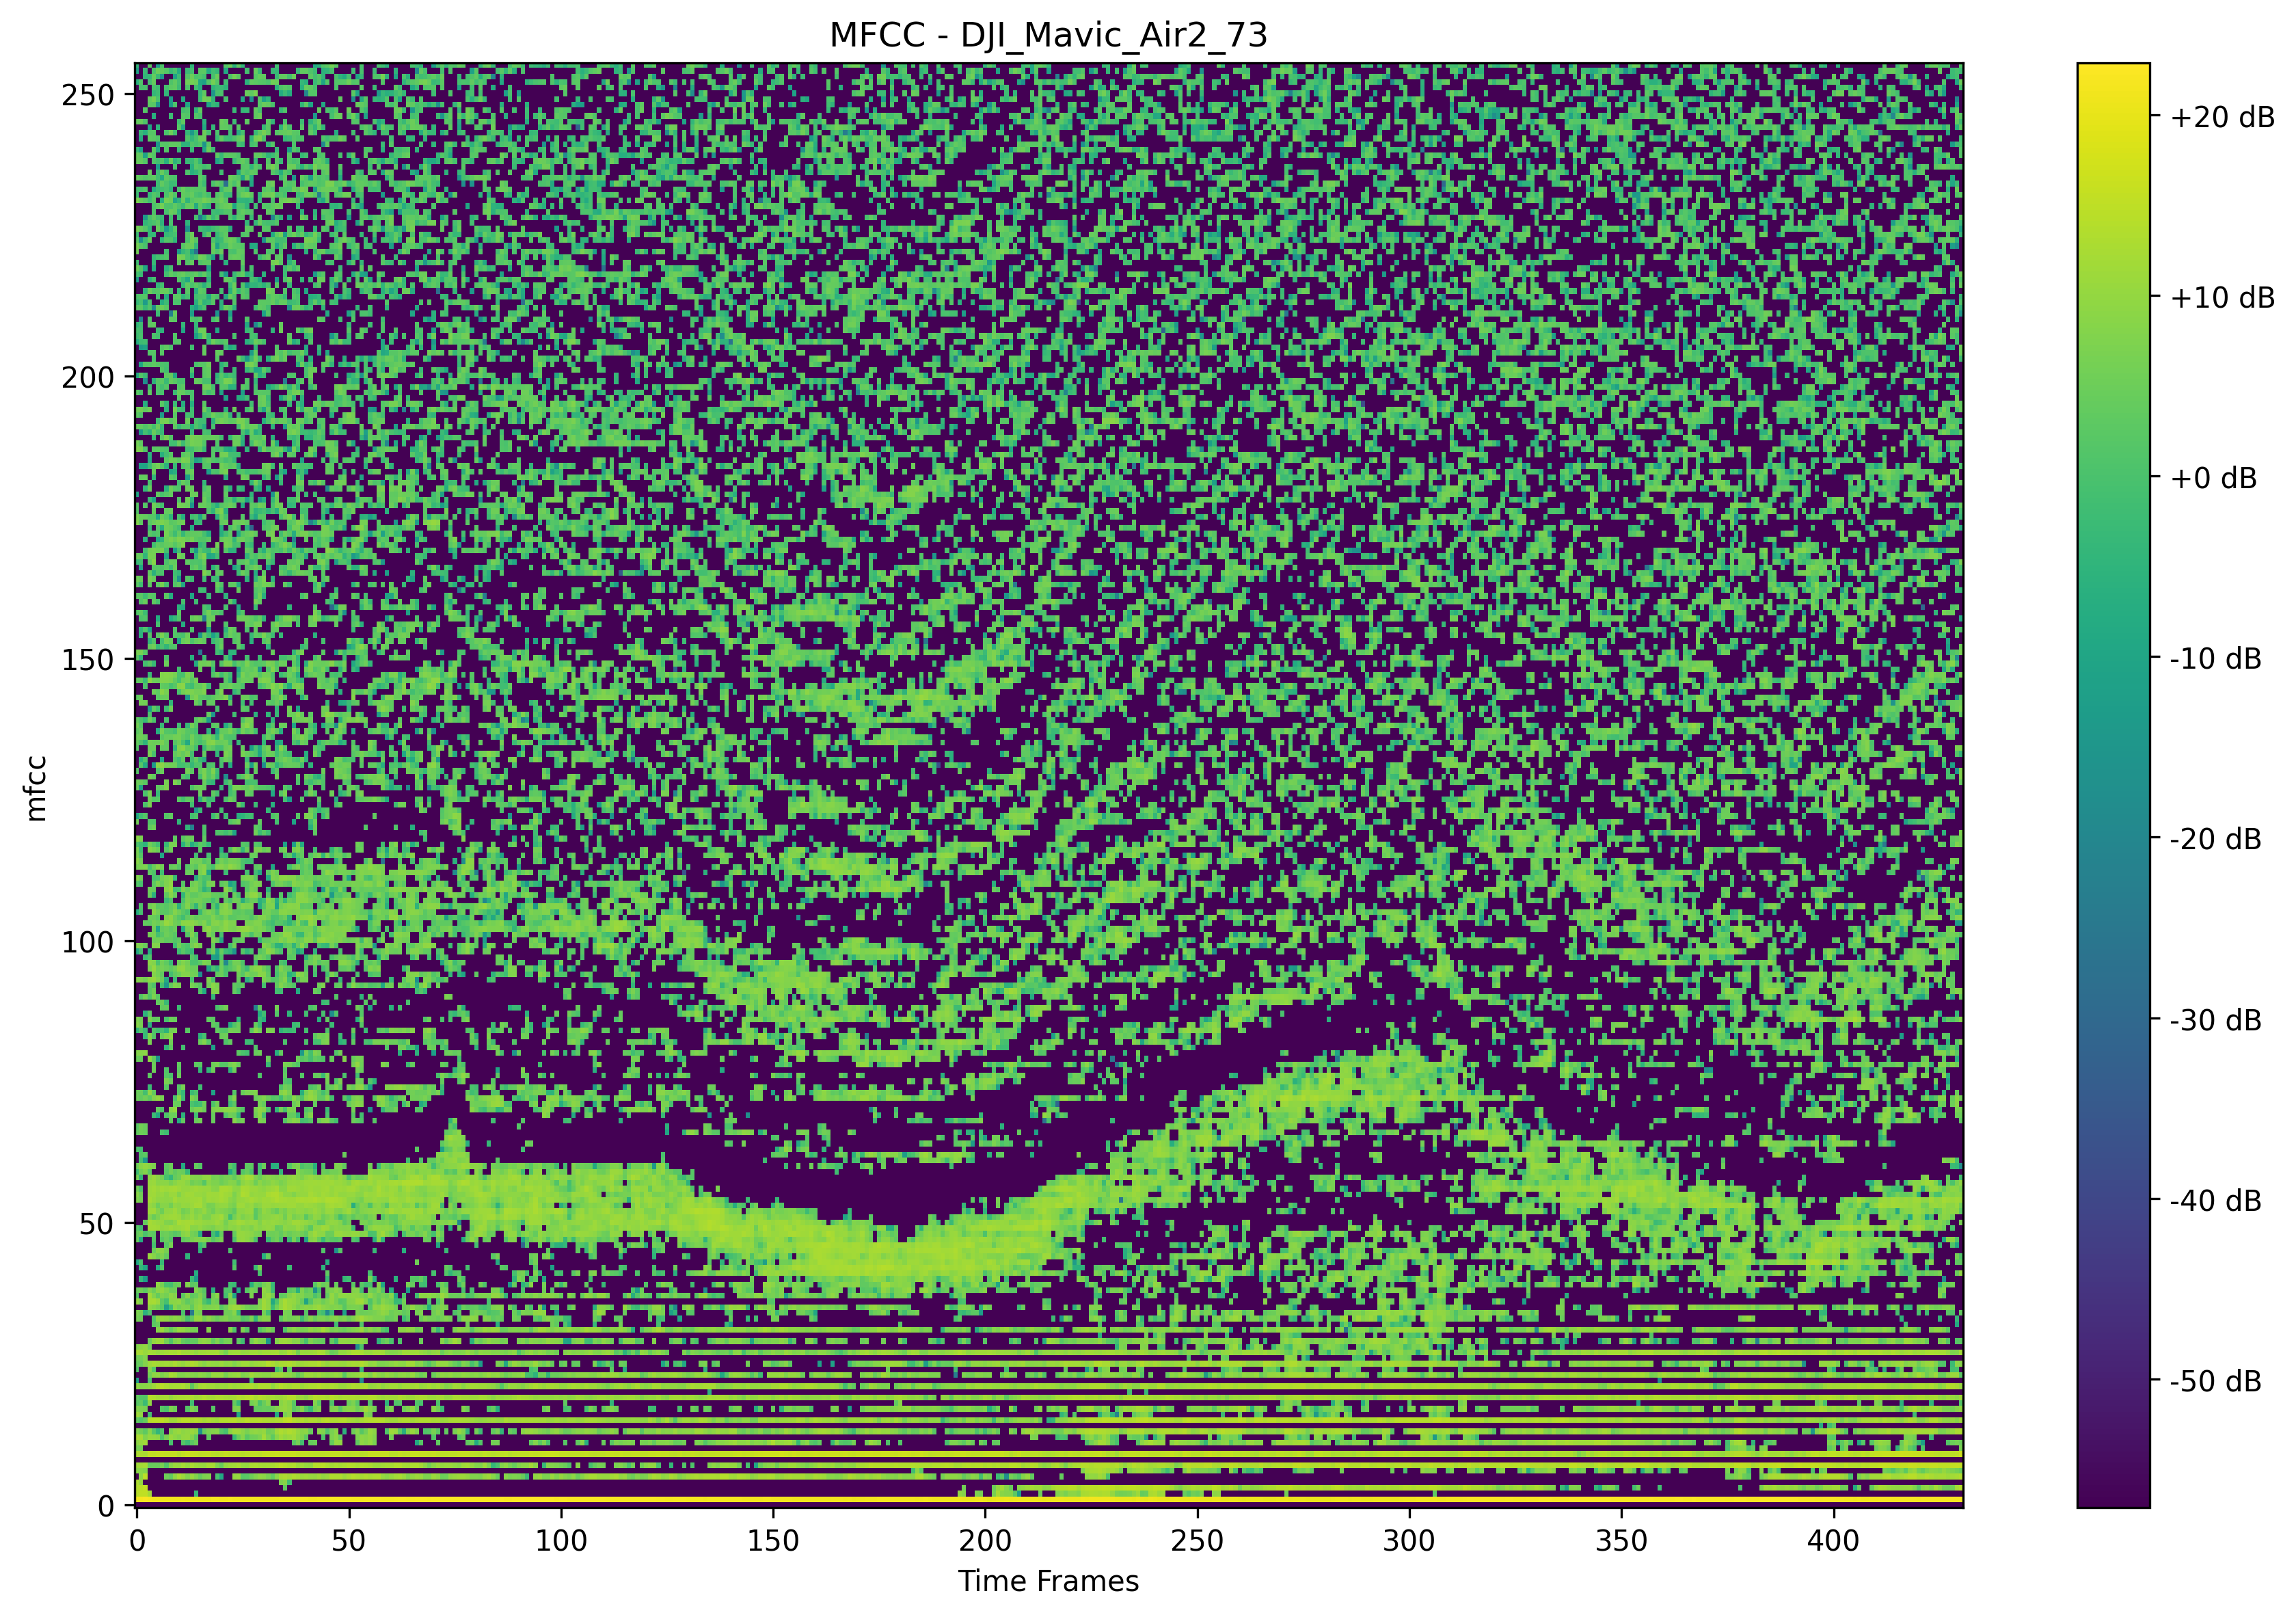 MFCC - DJI_Mavic_Air2_73
250
200
150
100
50
0
mfcc
0 50 100 150 200 250 300 350 400
Time Frames
+20 dB
+10 dB
+0 dB
-10 dB
-20 dB
-30 dB
-40 dB
-50 dB